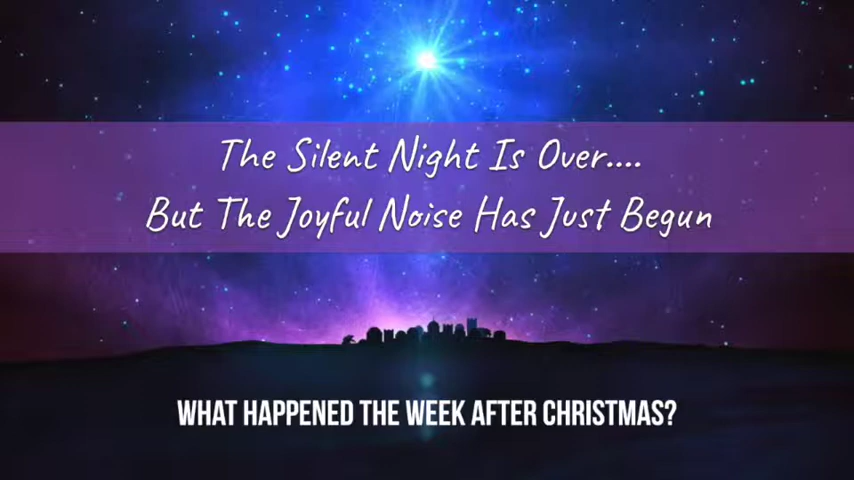 The Silent Night Is Over....
But The Joyful Noise Has Just Begun
WHAT HAPPENED THE WEEK AFTER CHRISTMAS?